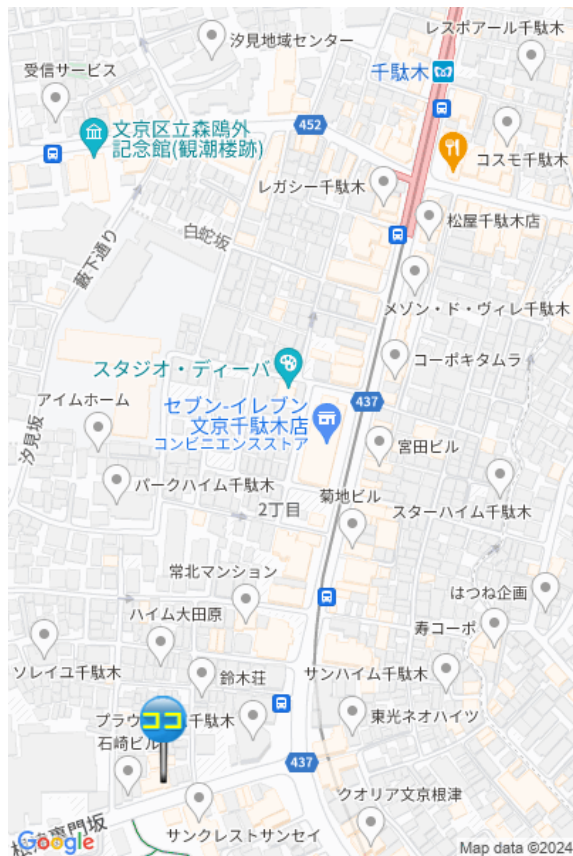 汐見地域センター
レスポアール千駄木
受信サービス
千駄木
文京区立森鴎外
記念館(観潮楼跡)
452
コスモ千駄木
レガシー千駄木
松屋千駄木店
白蛇坂
藪下通り
メゾン・ド・ヴィレ千駄木
スタジオ・ディーバ
コーポキタムラ
アイムホーム
セブン-イレブン
文京千駄木店
コンビニエンスストア
437
汐見坂
宮田ビル
パークハイム千駄木
菊地ビル
2丁目
スターハイム千駄木
常北マンション
はつね企画
ハイム大田原
寿コーポ
ソレイユ千駄木
鈴木荘
サンハイム千駄木
ココ
千駄木
東光ネオハイツ
石崎ビル
437
クオリア文京根津
サンクレストサンセイ
Google
Map data ©2024